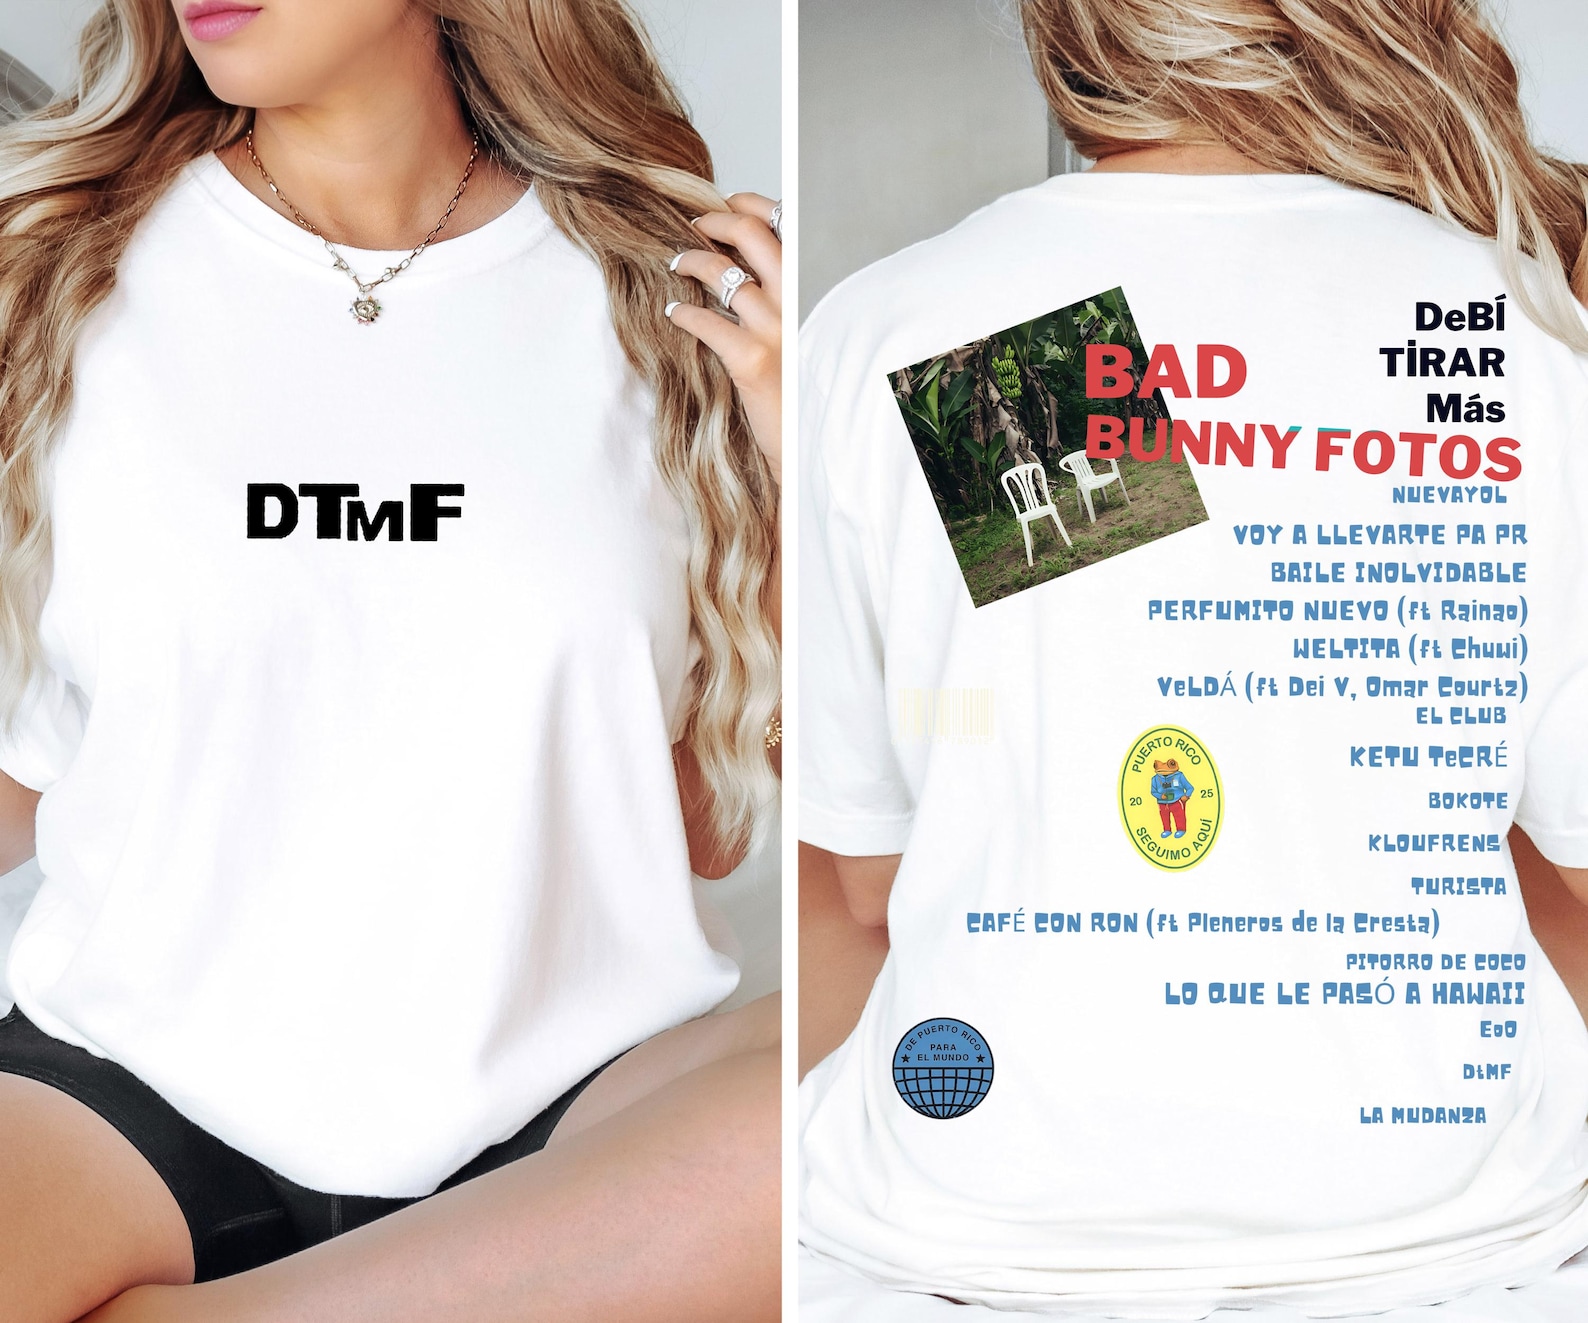 DTMF
DeBÍ
TİRAR
Más
BAD
BUNNY FOTOS
NUEVAYOL
VOY A LLEVARTE PA PR
BAILE INOLVIDABLE
PERFUMITO NUEVO (ft Rainao)
WELTITA (ft Chuwi)
VeLDÁ (ft Dei V, Omar Courtz)
EL CLUB
KETU TeCRÉ
BOKOTE
KLOUFRENS
TURISTA
CAFÉ CON RON (ft Pleneros de la Cresta)
PITORRO DE COCO
LO QUE LE PASÓ A HAWAII
EoO
DtMF
LA MUDANZA
PUERTO RICO
20 25
SEGUIMO AQUÍ
DE PUERTO RICO
PARA
EL MUNDO